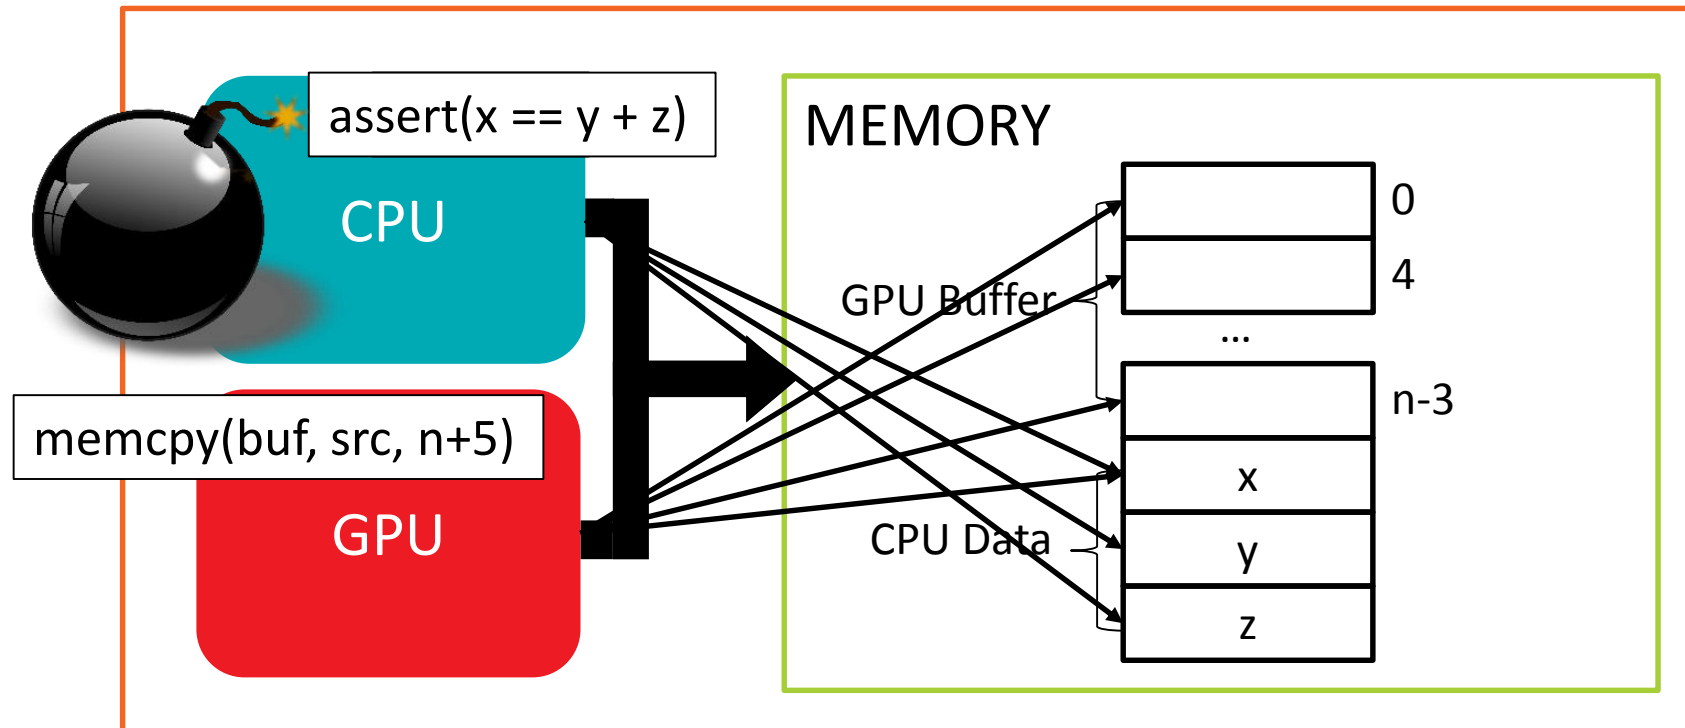 assert(x == y + z)
CPU
memcpy(buf, src, n+5)
GPU
MEMORY
0
4
GPU Buffer
...
n-3
x
CPU Data
y
z